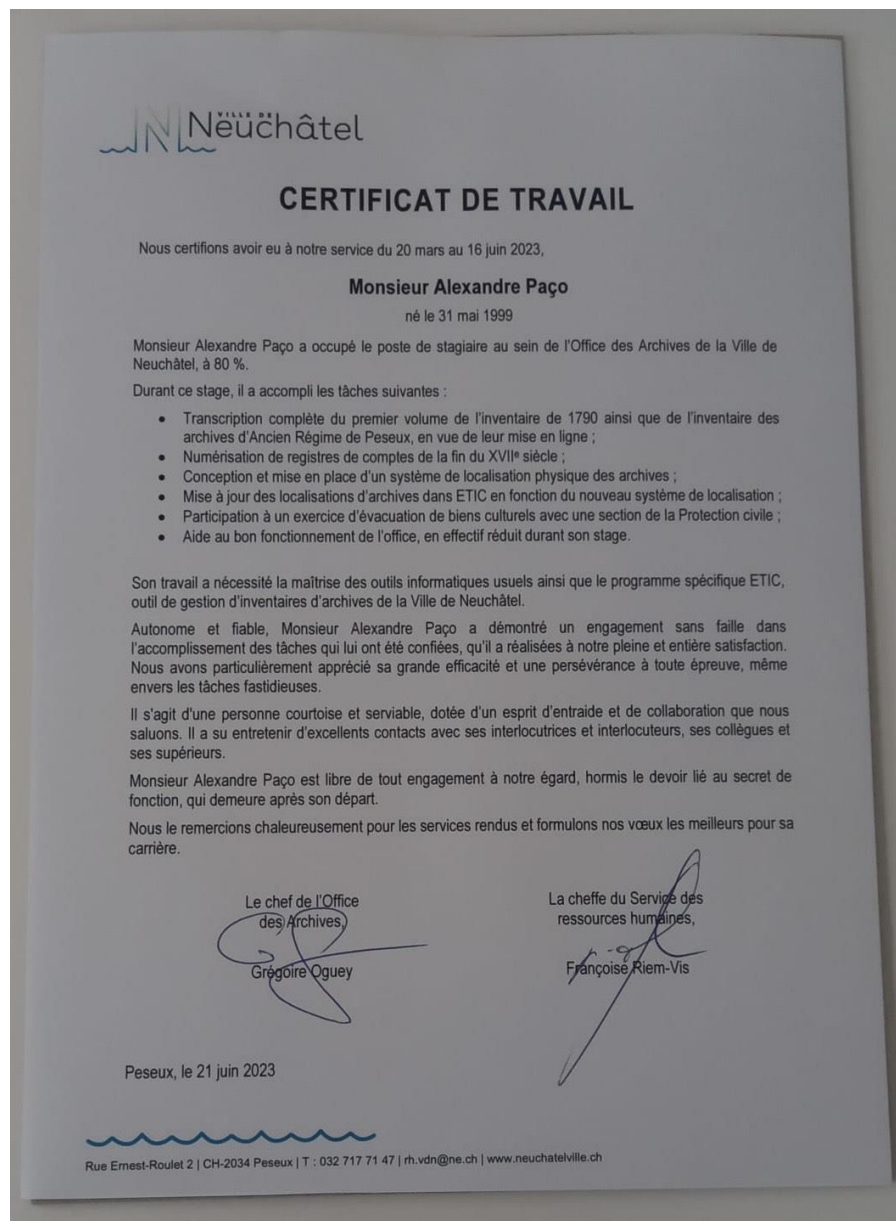 VILLE DE
Neuchâtel
CERTIFICAT DE TRAVAIL
Nous certifions avoir eu à notre service du 20 mars au 16 juin 2023,
Monsieur Alexandre Paço
né le 31 mai 1999
Monsieur Alexandre Paço a occupé le poste de stagiaire au sein de l'Office des Archives de la Ville de
Neuchâtel, à 80 %.
Durant ce stage, il a accompli les tâches suivantes :
• Transcription complète du premier volume de l'inventaire de 1790 ainsi que de l'inventaire des
archives d'Ancien Régime de Peseux, en vue de leur mise en ligne ;
• Numérisation de registres de comptes de la fin du XVIIe siècle ;
• Conception et mise en place d'un système de localisation physique des archives ;
• Mise à jour des localisations d'archives dans ETIC en fonction du nouveau système de localisation ;
• Participation à un exercice d'évacuation de biens culturels avec une section de la Protection civile ;
• Aide au bon fonctionnement de l'office, en effectif réduit durant son stage.
Son travail a nécessité la maîtrise des outils informatiques usuels ainsi que le programme spécifique ETIC,
outil de gestion d'inventaires d'archives de la Ville de Neuchâtel.
Autonome et fiable, Monsieur Alexandre Paço a démontré un engagement sans faille dans
l'accomplissement des tâches qui lui ont été confiées, qu'il a réalisées à notre pleine et entière satisfaction.
Nous avons particulièrement apprécié sa grande efficacité et une persévérance à toute épreuve, même
envers les tâches fastidieuses.
Il s'agit d'une personne courtoise et serviable, dotée d'un esprit d'entraide et de collaboration que nous
saluons. Il a su entretenir d'excellents contacts avec ses interlocutrices et interlocuteurs, ses collègues et
ses supérieurs.
Monsieur Alexandre Paço est libre de tout engagement à notre égard, hormis le devoir lié au secret de
fonction, qui demeure après son départ.
Nous le remercions chaleureusement pour les services rendus et formulons nos vœux les meilleurs pour sa
carrière.
Le chef de l'Office
des Archives,
Grégoire Oguey
La cheffe du Service des
ressources humaines,
Françoise Riem-Vis
Peseux, le 21 juin 2023
Rue Ernest-Roulet 2 | CH-2034 Peseux | T : 032 717 71 47 | rh.vdn@ne.ch | www.neuchatelville.ch